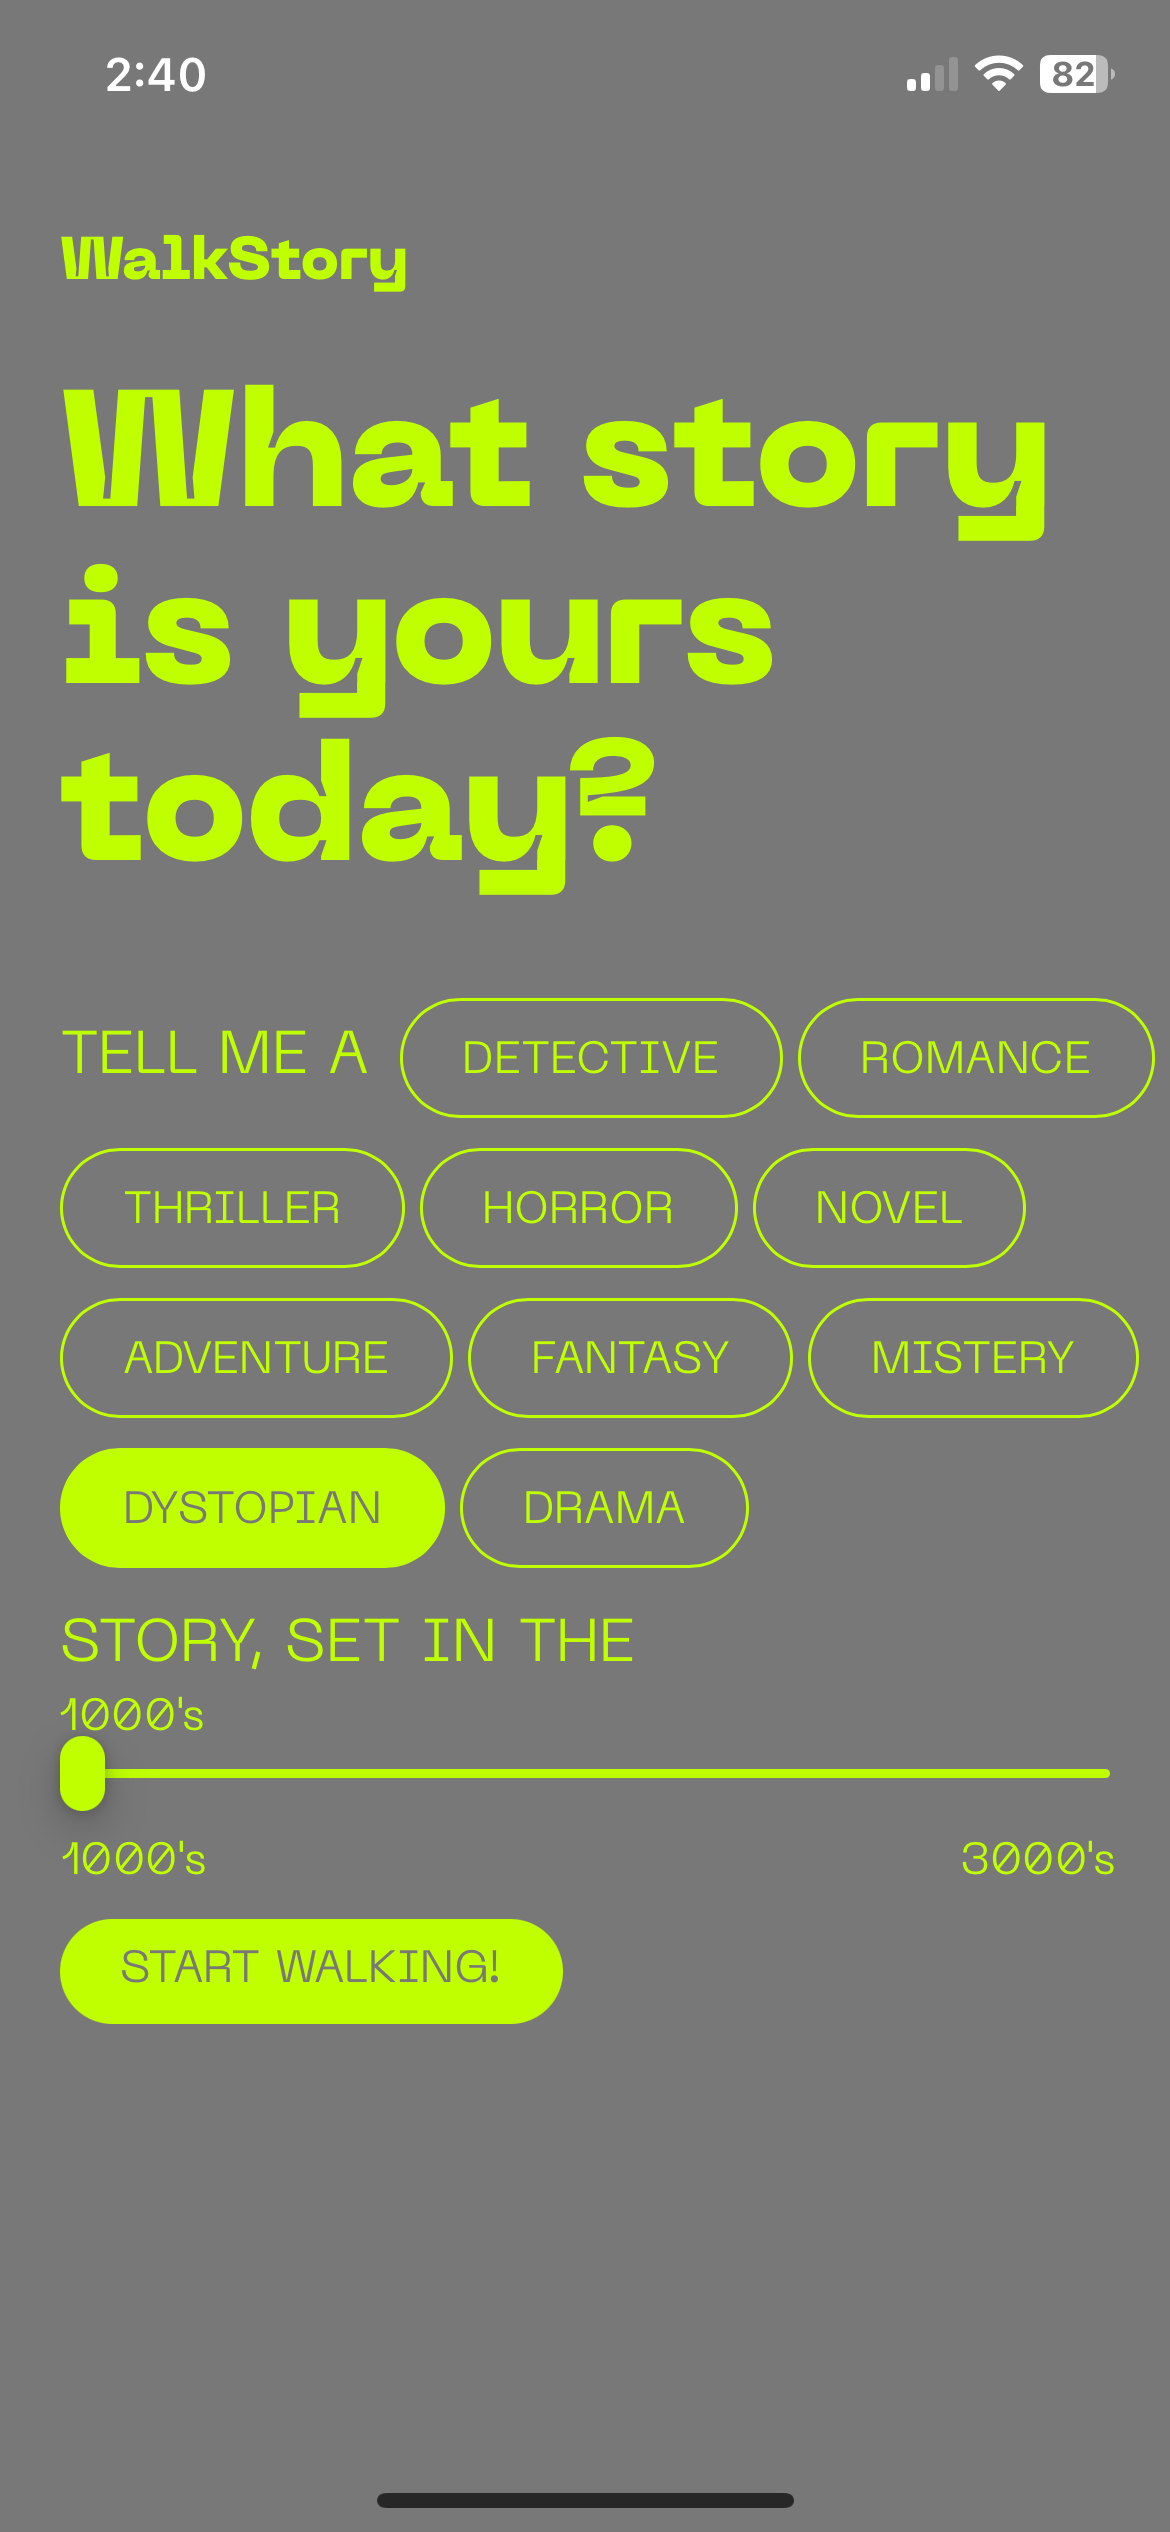 2:40 82
WalkStory
What story
is yours
today?
TELL ME A DETECTIVE ROMANCE
THRILLER HORROR NOVEL
ADVENTURE FANTASY MISTERY
DYSTOPIAN DRAMA
STORY, SET IN THE
1000's
1000's 3000's
START WALKING!